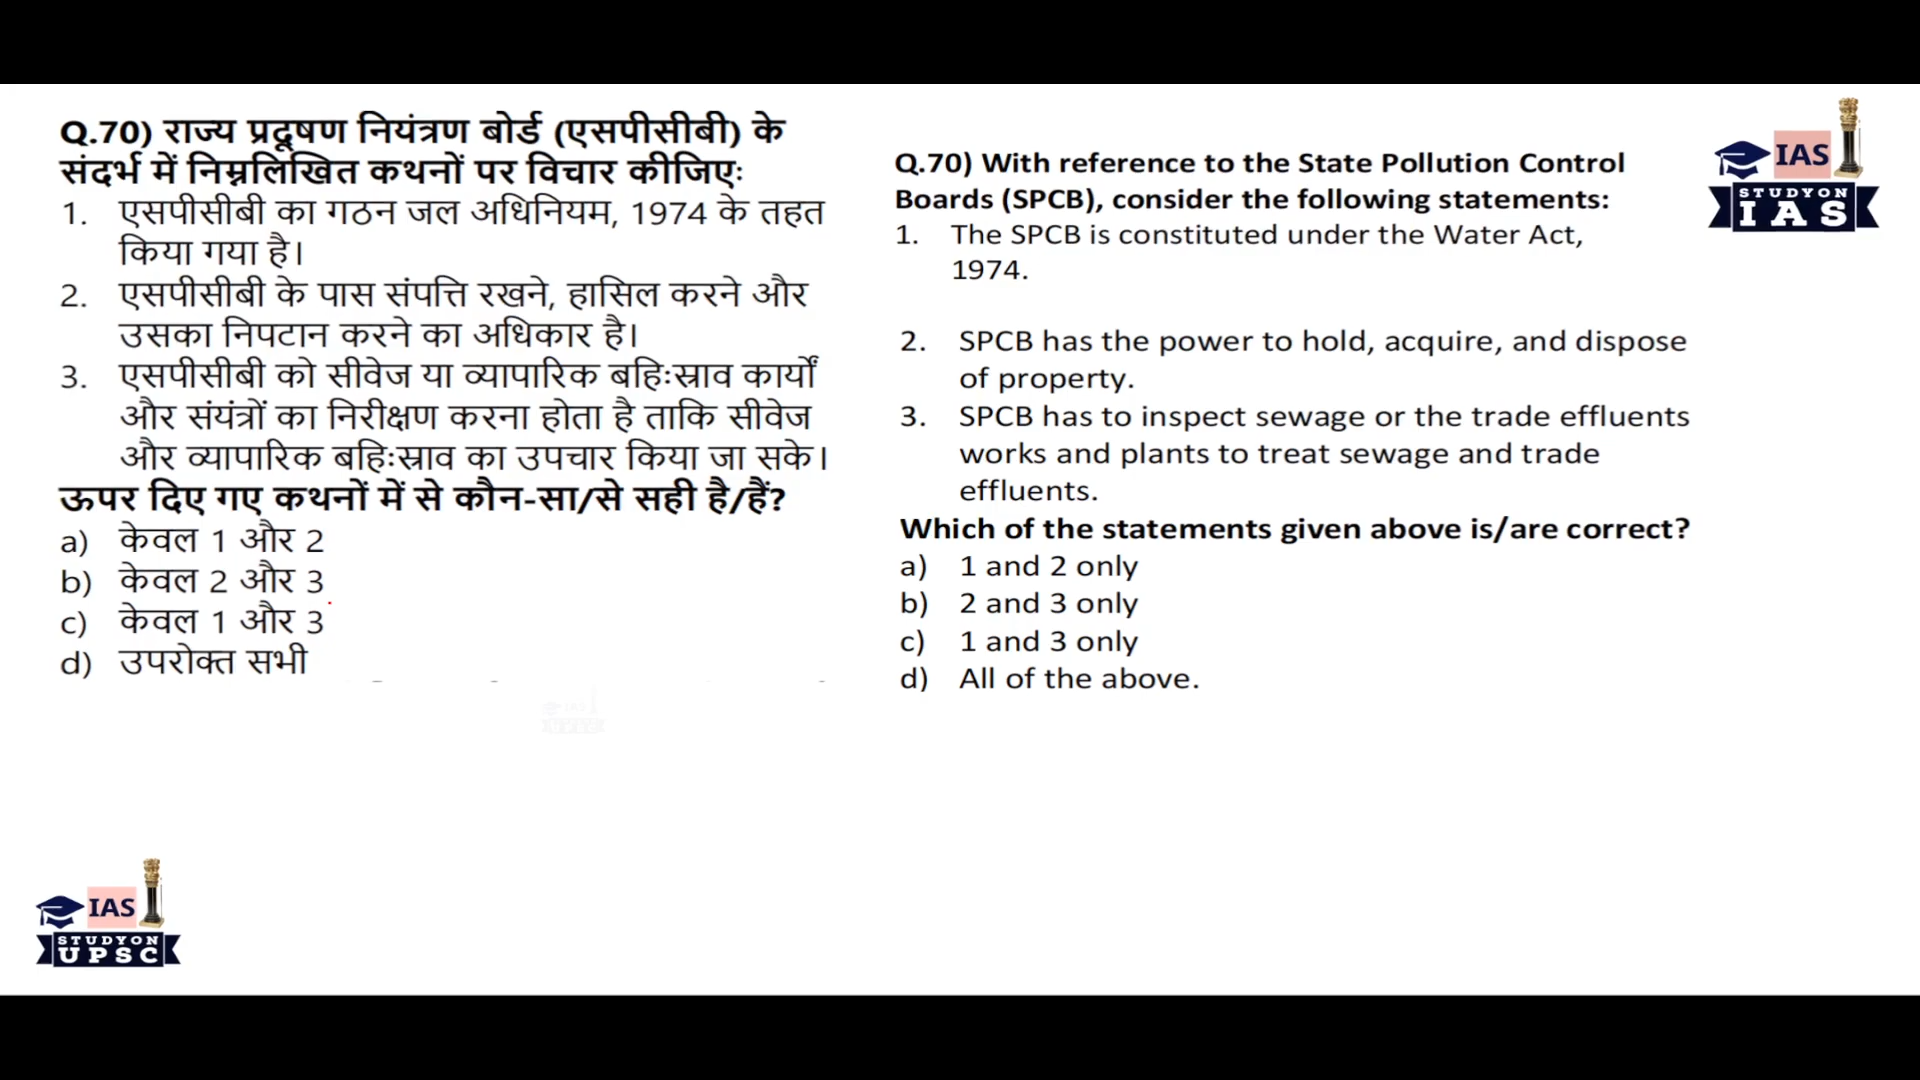 Q.70) राज्य प्रदूषण नियंत्रण बोर्ड (एसपीसीबी) के
संदर्भ में निम्नलिखित कथनों पर विचार कीजिएः
1. एसपीसीबी का गठन जल अधिनियम, 1974 के तहत
किया गया है।
2. एसपीसीबी के पास संपत्ति रखने, हासिल करने और
उसका निपटान करने का अधिकार है।
3. एसपीसीबी को सीवेज या व्यापारिक बहिःस्राव कार्यों
और संयंत्रों का निरीक्षण करना होता है ताकि सीवेज
और व्यापारिक बहिःस्राव का उपचार किया जा सके।
ऊपर दिए गए कथनों में से कौन-सा/से सही है/हैं?
a) केवल 1 और 2
b) केवल 2 और 3
c) केवल 1 और 3
d) उपरोक्त सभी
Q.70) With reference to the State Pollution Control
Boards (SPCB), consider the following statements:
1. The SPCB is constituted under the Water Act,
1974.
2. SPCB has the power to hold, acquire, and dispose
of property.
3. SPCB has to inspect sewage or the trade effluents
works and plants to treat sewage and trade
effluents.
Which of the statements given above is/are correct?
a) 1 and 2 only
b) 2 and 3 only
c) 1 and 3 only
d) All of the above.
IAS
STUDYON
IAS
IAS
STUDYON
UPSC